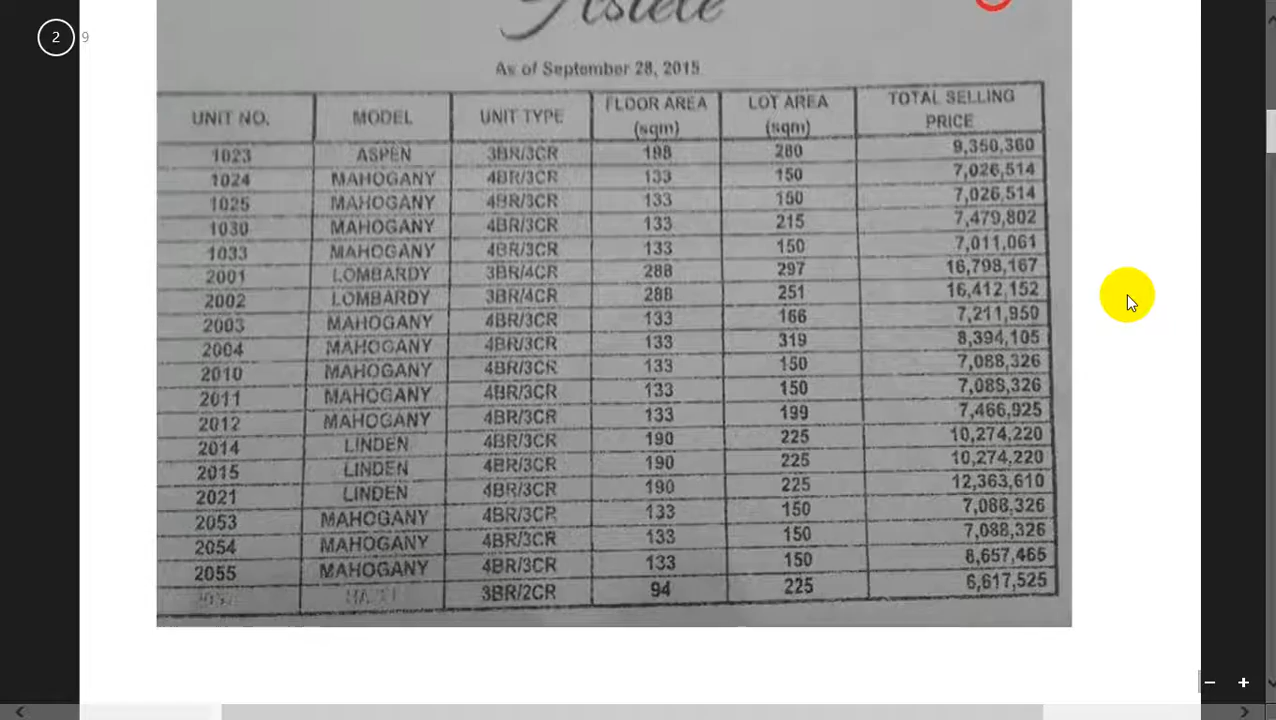 2 9
Astele
As of September 28, 2015
UNIT NO. MODEL UNIT TYPE FLOOR AREA (sqm) LOT AREA (sqm) TOTAL SELLING PRICE
1023 ASPEN 3BR/3CR 198 280 9,350,360
1024 MAHOGANY 4BR/3CR 133 150 7,026,514
1025 MAHOGANY 4BR/3CR 133 150 7,026,514
1030 MAHOGANY 4BR/3CR 133 215 7,479,802
1033 MAHOGANY 4BR/3CR 133 150 7,011,061
2001 LOMBARDY 3BR/4CR 288 297 16,798,167
2002 LOMBARDY 3BR/4CR 288 251 16,412,152
2003 MAHOGANY 4BR/3CR 133 166 7,211,950
2004 MAHOGANY 4BR/3CR 133 319 8,394,105
2010 MAHOGANY 4BR/3CR 133 150 7,088,326
2011 MAHOGANY 4BR/3CR 133 150 7,088,326
2012 MAHOGANY 4BR/3CR 133 199 7,466,925
2014 LINDEN 4BR/3CR 190 225 10,274,220
2015 LINDEN 4BR/3CR 190 225 10,274,220
2021 LINDEN 4BR/3CR 190 225 12,363,610
2053 MAHOGANY 4BR/3CR 133 150 7,088,326
2054 MAHOGANY 4BR/3CR 133 150 7,088,326
2055 MAHOGANY 4BR/3CR 133 150 8,657,465
3BR/2CR 94 225 6,617,525